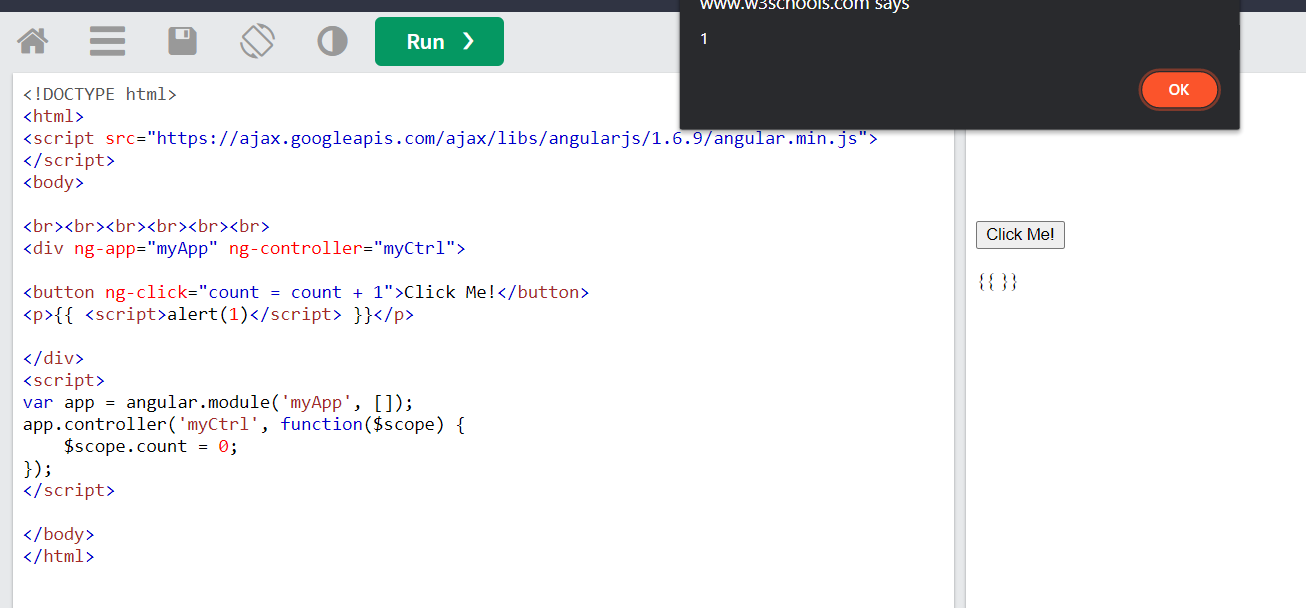 www.w3schools.com says
1
OK
Run ❯
<!DOCTYPE html>
<html>
<script src="https://ajax.googleapis.com/ajax/libs/angularjs/1.6.9/angular.min.js">
</script>
<body>
<br><br><br><br><br><br>
<div ng-app="myApp" ng-controller="myCtrl">
<button ng-click="count = count + 1">Click Me!</button>
<p>{{ <script>alert(1)</script> }}</p>
</div>
<script>
var app = angular.module('myApp', []);
app.controller('myCtrl', function($scope) {
    $scope.count = 0;
});
</script>
</body>
</html>
Click Me!
{{ }}